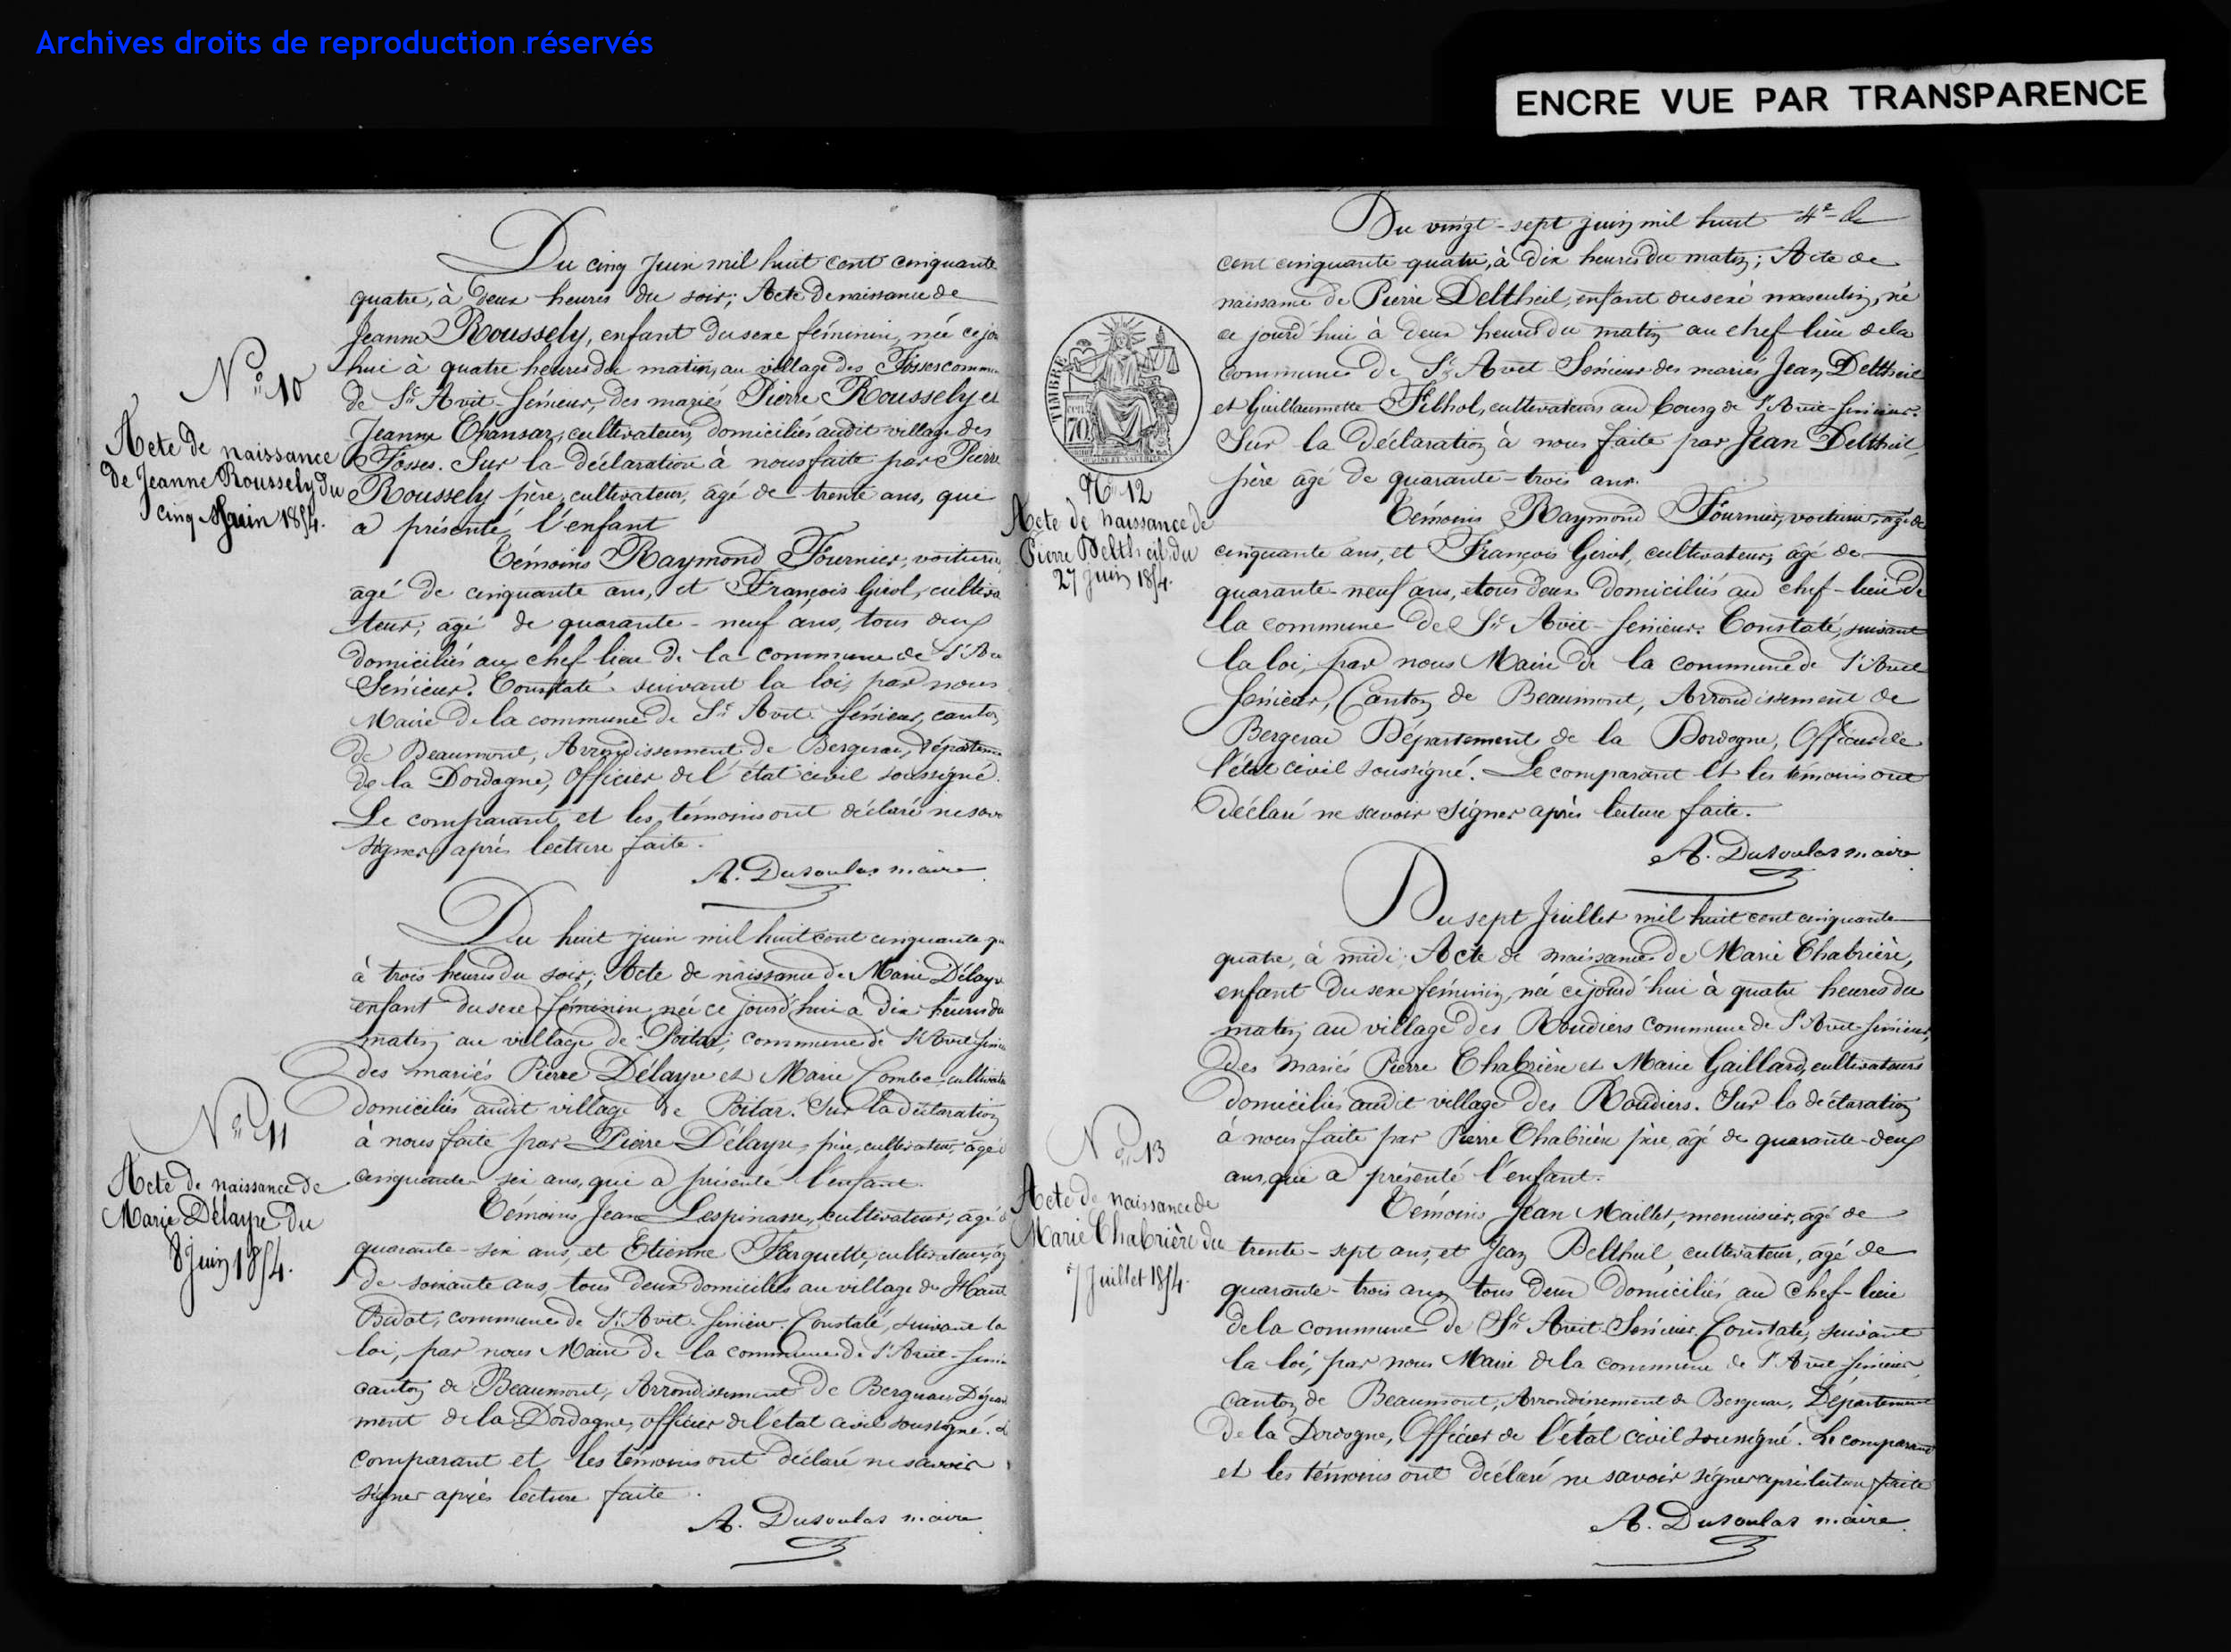 Archives droits de reproduction réservés
ENCRE VUE PAR TRANSPARENCE
Du cinq Juin mil huit cent cinquante
quatre, à deux heures du soir; Acte de naissance de
Jeanne Roussely, enfant du sexe féminin, née ce jou
hui à quatre heures du matin, au village des Fosses commu
de St Avit-Sénieur, des mariés Pierre Roussely et
Jeanne Chansar, cultivateurs, domiciliés audit village des
Fosses. Sur la déclaration à nous faite par Pierre
Roussely père, cultivateur, âgé de trente ans, qui
a présenté l'enfant
Témoins Raymond Fournier, voiturie
agé de cinquante ans, et François Girol, cultiva
teur, âgé de quarante-neuf ans, tous deux
domiciliés au chef-lieu de la commune de St Av
Sénieur. Constaté suivant la loi, par nous
Maire de la commune de St Avit-Sénieur, canton
de Beaumont, Arrondissement de Bergerac, Départeme
de la Dordogne, Officier de l'état civil soussigné.
Le comparant et les témoins ont déclaré ne savo
signer après lecture faite.
A. Dusoulas maire
N° 10
Acte de naissance
de Jeanne Roussely du
cinq Juin 1854.
Du huit juin mil huit cent cinquante qu
à trois heures du soir; Acte de naissance de Marie Délayre
enfant du sexe féminin, née ce jourd'hui à dix heures du
matin, au village de Poitar, commune de St Avit-Sénie
des mariés Pierre Délayre et Marie Combe, cultivate
domiciliés audit village de Poitar. Sur la déclaration
à nous faite par Pierre Délayre, père, cultivateur, âgé d
cinquante-six ans, qui a présenté l'enfant.
Témoins Jean Lespinasse, cultivateur, âgé d
quarante-six ans, et Etienne Farguette, cultivateur, âg
de soixante ans, tous deux domiciliés au village du Haut
Bidot, commune de St Avit-Sénieur. Constaté, suivant la
loi, par nous Maire de la commune de St Avit-Sénie
canton de Beaumont, Arrondissement de Bergerac, Départ
ment de la Dordogne, officier de l'état civil soussigné. L
comparant et les témoins ont déclaré ne savoir
signer après lecture faite.
A. Dusoulas maire
N° 11
Acte de naissance de
Marie Délayre du
8 Juin 1854.
Du vingt-sept juin mil huit
cent cinquante-quatre, à dix heures du matin; Acte de
naissance de Pierre Deltheil, enfant du sexe masculin, né
ce jourd'hui à deux heures du matin au chef-lieu de la
commune de St Avit-Sénieur des mariés Jean Deltheil
et Guillaumette Filhol, cultivateurs au bourg de St Avit-Sénieur.
Sur la déclaration à nous faite par Jean Deltheil,
père âgé de quarante-trois ans.
Témoins Raymond Fournier, voiturier, âgé de
cinquante ans, et François Girol, cultivateur, âgé de
quarante-neuf ans, tous deux domiciliés au chef-lieu de
la commune de St Avit-Sénieur. Constaté, suivant
la loi, par nous Maire de la commune de St Avit
Sénieur, Canton de Beaumont, Arrondissement de
Bergerac Département de la Dordogne, Officier de
l'état civil soussigné. Le comparant et les témoins ont
déclaré ne savoir signer après lecture faite.
A. Dusoulas maire
TIMBRE
70
N° 12
Acte de naissance de
Pierre Deltheil du
27 Juin 1854.
Du sept Juillet mil huit cent cinquante
quatre, à midi; Acte de naissance de Marie Chabrière,
enfant du sexe féminin, née ce jourd'hui à quatre heures du
matin, au village des Roudiers commune de St Avit-Sénieur,
des mariés Pierre Chabrière et Marie Gaillard, cultivateurs
domiciliés audit village des Roudiers. Sur la déclaration
à nous faite par Pierre Chabrière père, âgé de quarante-deux
ans, qui a présenté l'enfant.
Témoins Jean Maillet, menuisier, âgé de
trente-sept ans, et Jean Deltheil, cultivateur, âgé de
quarante-trois ans, tous deux domiciliés au chef-lieu
de la commune de St Avit-Sénieur. Constaté, suivant
la loi, par nous Maire de la commune de St Avit-Sénieur
canton de Beaumont, Arrondissement de Bergerac, Département
de la Dordogne, Officier de l'état civil soussigné. Le comparant
et les témoins ont déclaré ne savoir signer après lecture faite
A. Dusoulas maire
N° 13
Acte de naissance de
Marie Chabrière du
7 Juillet 1854.